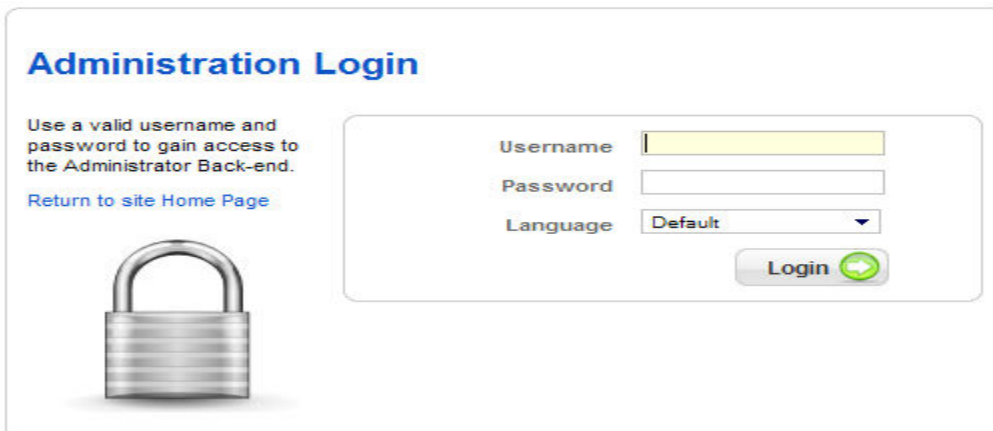 Administration Login
Use a valid username and
password to gain access to
the Administrator Back-end.
Return to site Home Page
Username
Password
Language
Default
Login